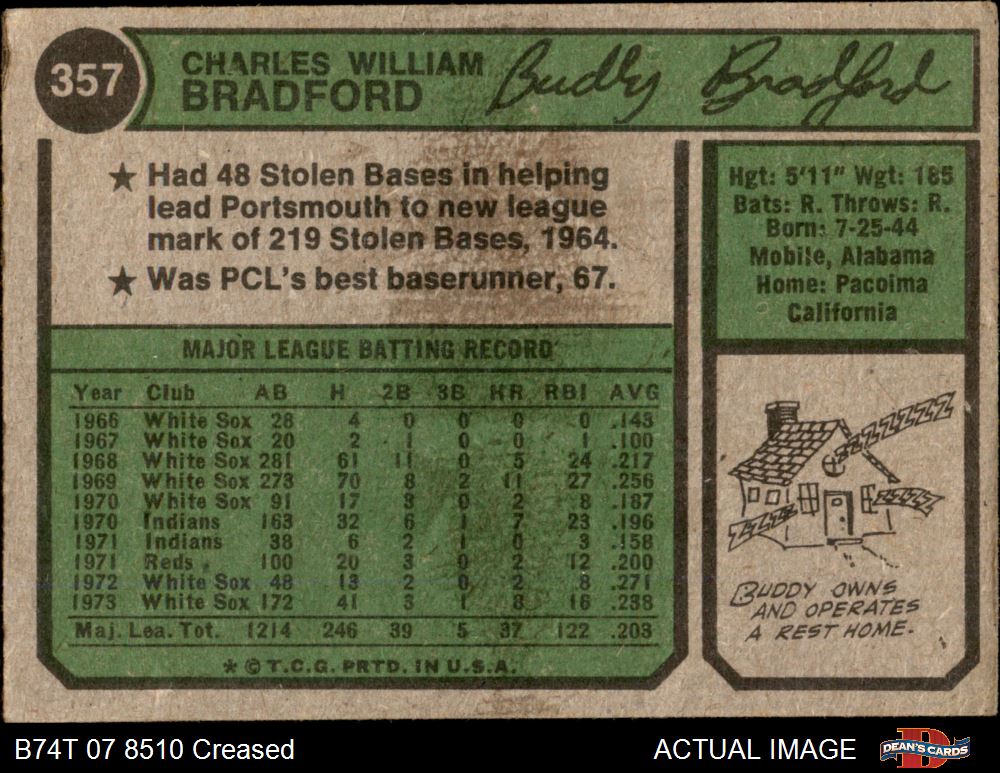 357
CHARLES WILLIAM
BRADFORD
Buddy Bradford
★ Had 48 Stolen Bases in helping
lead Portsmouth to new league
mark of 219 Stolen Bases, 1964.
★ Was PCL's best baserunner, 67.
Hgt: 5'11" Wgt: 185
Bats: R. Throws: R.
Born: 7-25-44
Mobile, Alabama
Home: Pacoima
California
MAJOR LEAGUE BATTING RECORD
Year Club AB H 2B 3B HR RBI AVG
1966 White Sox 28 4 0 0 0 0 .143
1967 White Sox 20 2 1 0 0 1 .100
1968 White Sox 281 61 11 0 5 24 .217
1969 White Sox 273 70 8 2 11 27 .256
1970 White Sox 91 17 3 0 2 8 .187
1970 Indians 163 32 6 1 7 23 .196
1971 Indians 38 6 2 1 0 3 .158
1971 Reds 100 20 3 0 2 12 .200
1972 White Sox 48 13 2 0 2 8 .271
1973 White Sox 172 41 3 1 8 16 .238
Maj. Lea. Tot. 1214 246 39 5 37 122 .203
* © T.C.G. PRTD. IN U.S.A.
ZZZZZZ
ZZZZZ
ZZZZZ
BUDDY OWNS
AND OPERATES
A REST HOME.
B74T 07 8510 Creased
ACTUAL IMAGE
DEAN'S CARDS